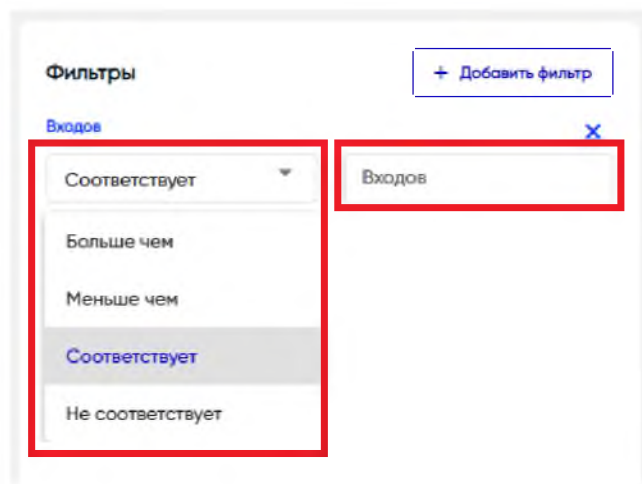 Фильтры
+ Добавить фильтр
Входов
Соответствует
Входов
Больше чем
Меньше чем
Соответствует
Не соответствует